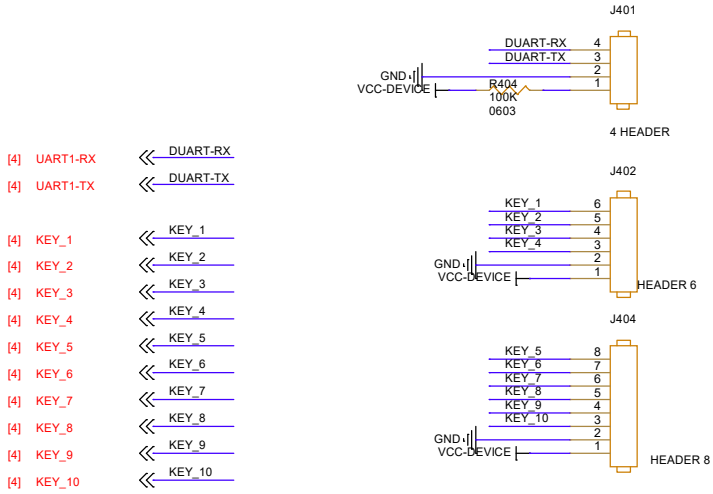 J401
DUART-RX 4
DUART-TX 3
GND 2
VCC-DEVICE R404 1
100K
0603
4 HEADER
[4] UART1-RX DUART-RX
[4] UART1-TX DUART-TX
J402
KEY_1 6
KEY_2 5
KEY_3 4
KEY_4 3
GND 2
VCC-DEVICE 1
HEADER 6
[4] KEY_1 KEY_1
[4] KEY_2 KEY_2
[4] KEY_3 KEY_3
[4] KEY_4 KEY_4
[4] KEY_5 KEY_5
[4] KEY_6 KEY_6
[4] KEY_7 KEY_7
[4] KEY_8 KEY_8
[4] KEY_9 KEY_9
[4] KEY_10 KEY_10
J404
KEY_5 8
KEY_6 7
KEY_7 6
KEY_8 5
KEY_9 4
KEY_10 3
GND 2
VCC-DEVICE 1
HEADER 8